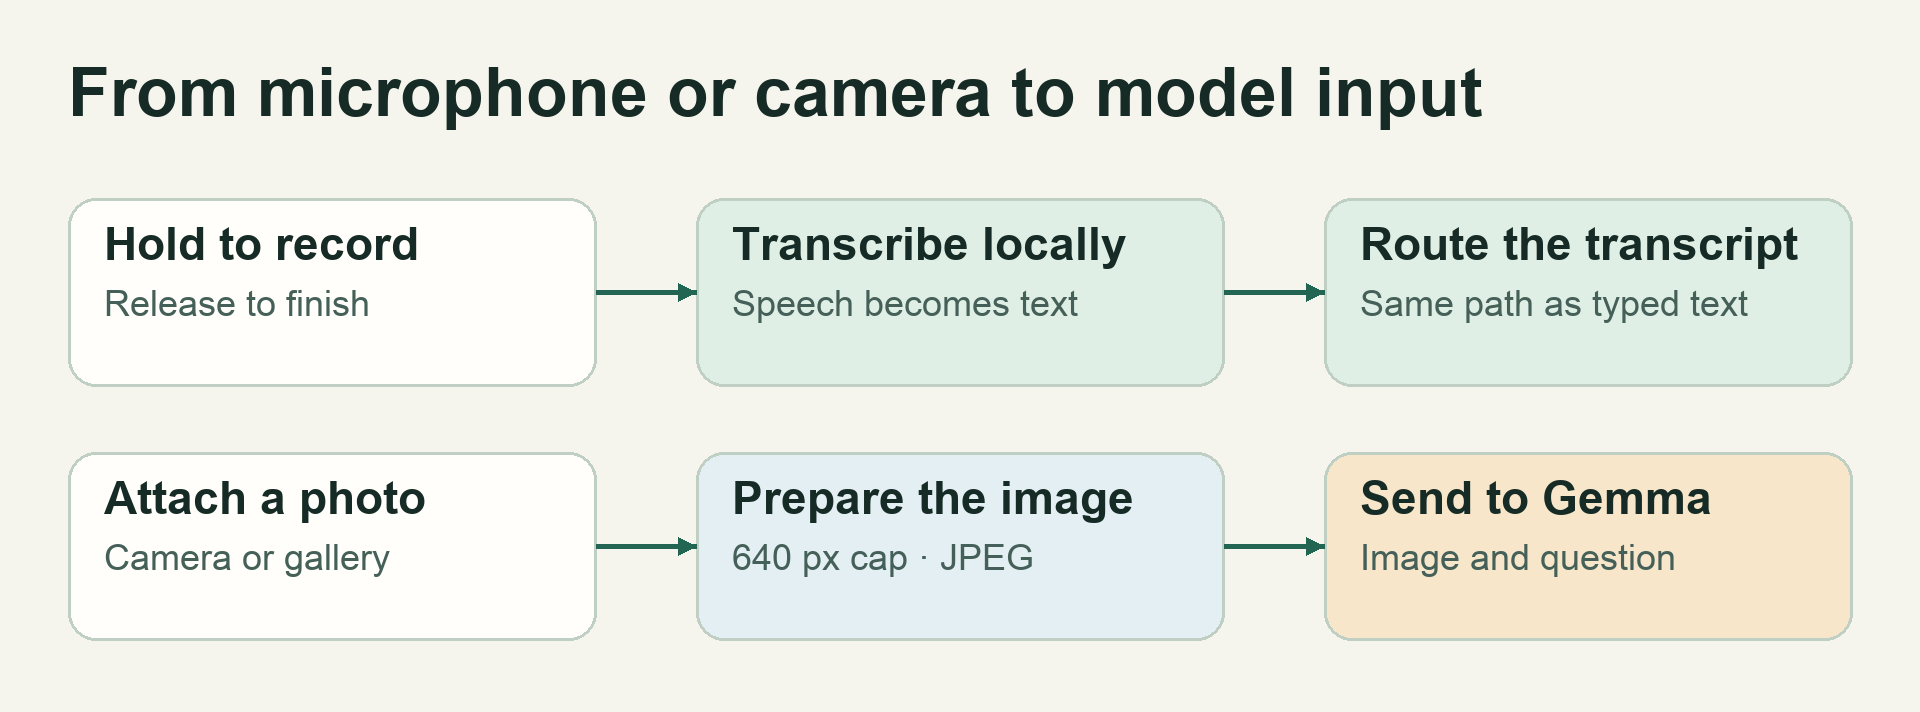 From microphone or camera to model input
Hold to record
Release to finish
Transcribe locally
Speech becomes text
Route the transcript
Same path as typed text
Attach a photo
Camera or gallery
Prepare the image
640 px cap · JPEG
Send to Gemma
Image and question